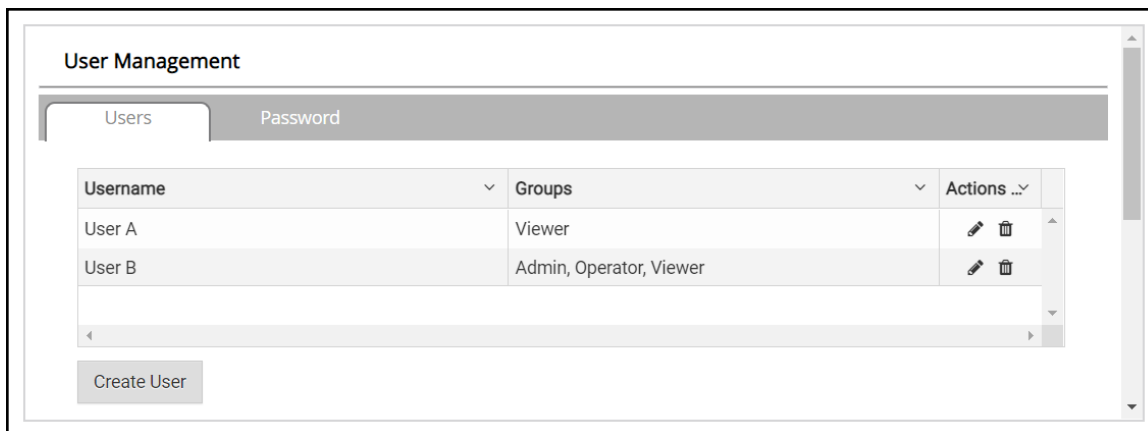 User Management
Users Password
Username Groups Actions ...
User A Viewer
User B Admin, Operator, Viewer
Create User